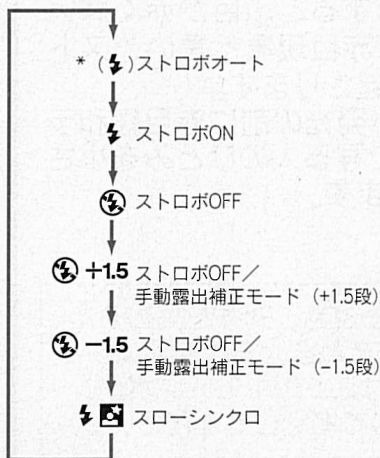 * (⚡)ストロボオート
⚡ ストロボON
ストロボOFF
+1.5 ストロボOFF／
手動露出補正モード（+1.5段）
−1.5 ストロボOFF／
手動露出補正モード（−1.5段）
⚡ スローシンクロ